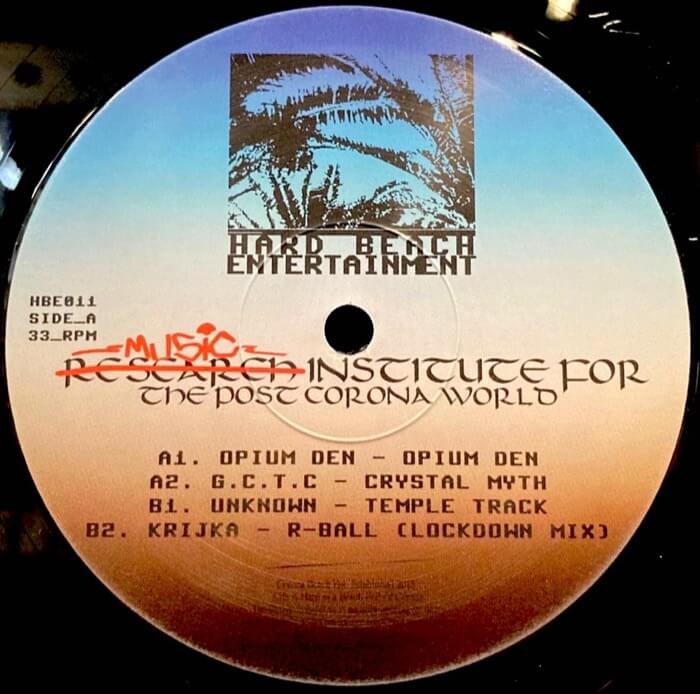 HARD BEACH
ENTERTAINMENT
HBE011
SIDE_A
33_RPM
MUSIC
RESEARCH INSTITUTE FOR
THE POST CORONA WORLD
A1. OPIUM DEN - OPIUM DEN
A2. G.C.T.C - CRYSTAL MYTH
B1. UNKNOWN - TEMPLE TRACK
B2. KRIJKA - R-BALL (LOCKDOWN MIX)